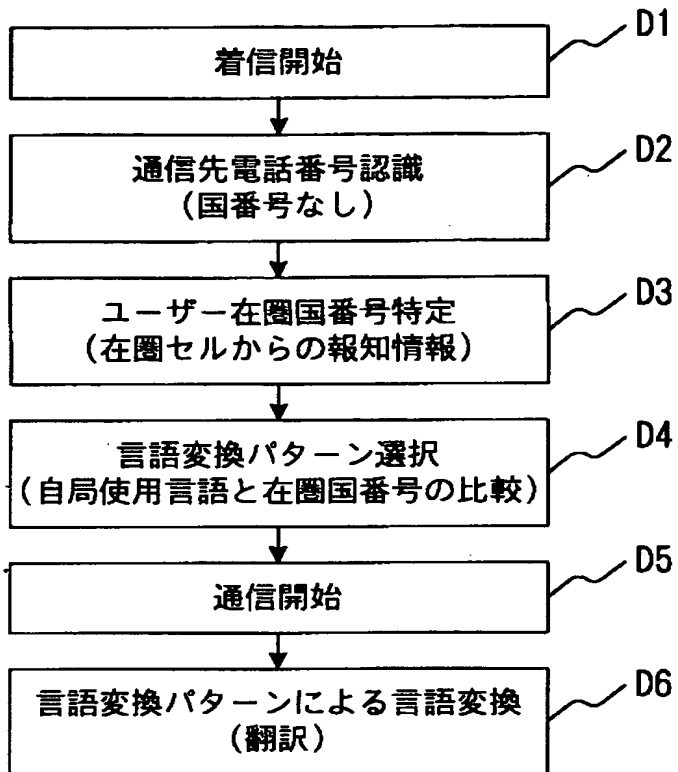 着信開始
D1
通信先電話番号認識
(国番号なし)
D2
ユーザー在圏国番号特定
(在圏セルからの報知情報)
D3
言語変換パターン選択
(自局使用言語と在圏国番号の比較)
D4
通信開始
D5
言語変換パターンによる言語変換
(翻訳)
D6